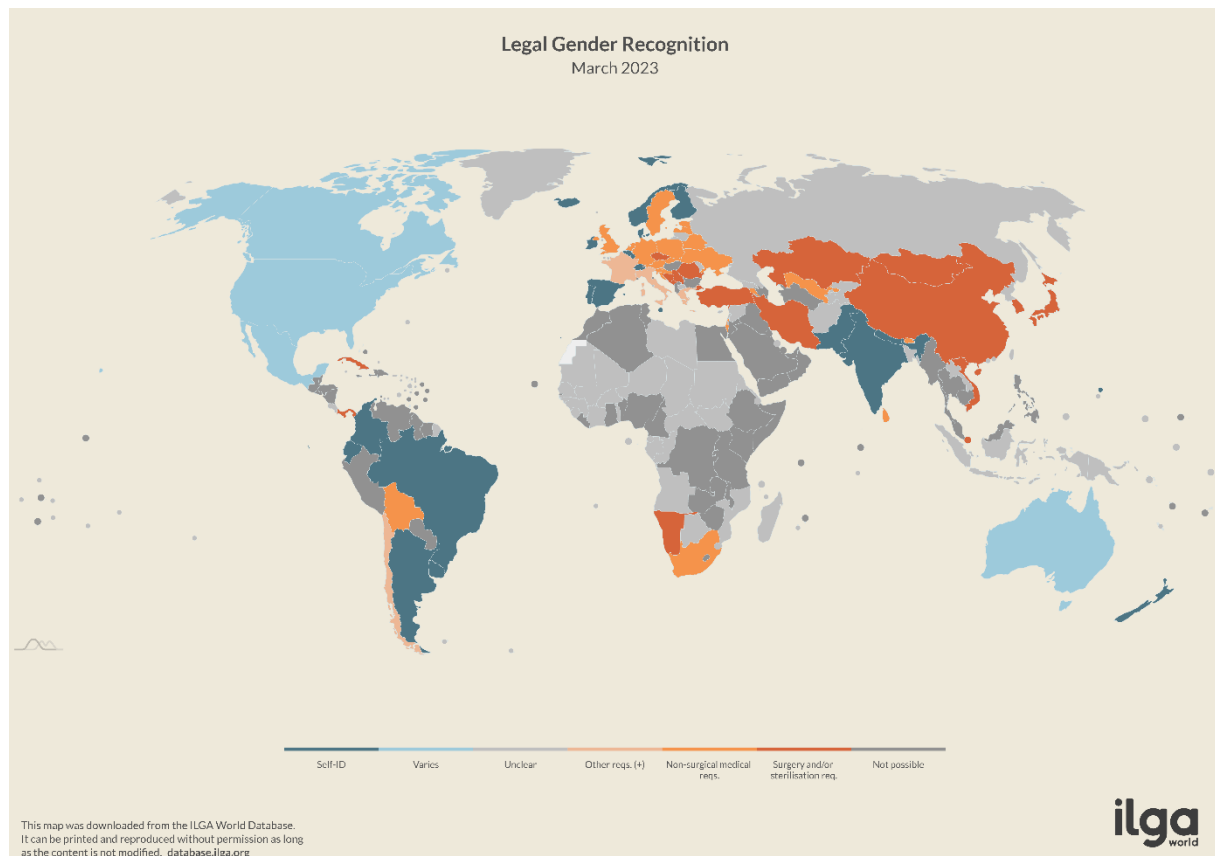 Legal Gender Recognition
March 2023
Self-ID
Varies
Unclear
Other reqs. (+)
Non-surgical medical
reqs.
Surgery and/or
sterilisation req.
Not possible
This map was downloaded from the ILGA World Database.
It can be printed and reproduced without permission as long
as the content is not modified. database.ilga.org
ilga
world